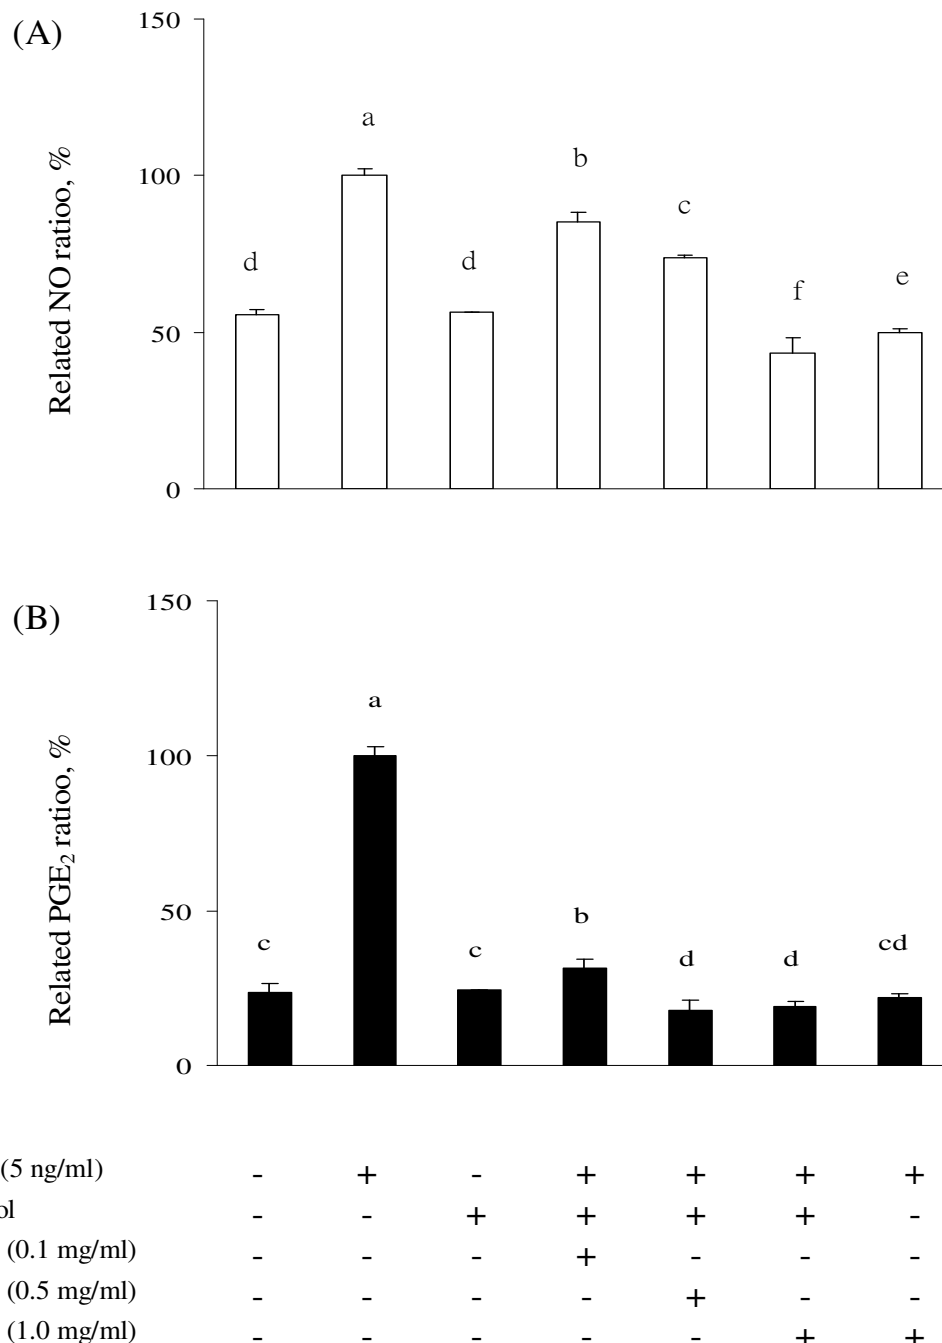 (A)
150
100
50
0
Related NO ratioo, %
d a d b c f e
(B)
150
100
50
0
Related PGE₂ ratioo, %
c a c b d d cd
(5 ng/ml) - + - + + + +
ol - - + + + + -
(0.1 mg/ml) - - - + - - -
(0.5 mg/ml) - - - - + - -
(1.0 mg/ml) - - - - - + +